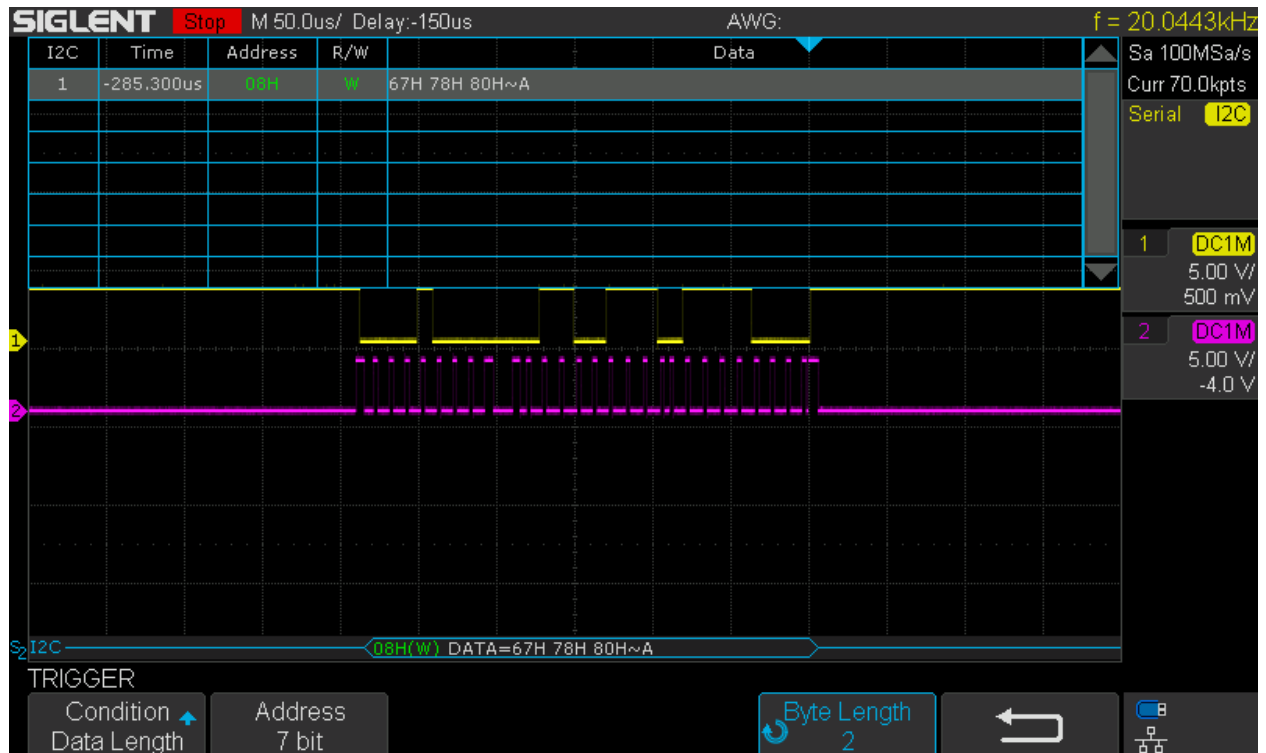 SIGLENT Stop M 50.0us/ Delay:-150us AWG: f = 20.0443kHz
I2C Time Address R/W Data
Sa 100MSa/s
1 -285.300us 08H W 67H 78H 80H~A
Curr 70.0kpts
Serial I2C
1 DC1M
5.00 V/
500 mV
1
2 DC1M
5.00 V/
-4.0 V
2
S2 I2C 08H(W) DATA=67H 78H 80H~A
TRIGGER
Condition Address Byte Length
Data Length 7 bit 2